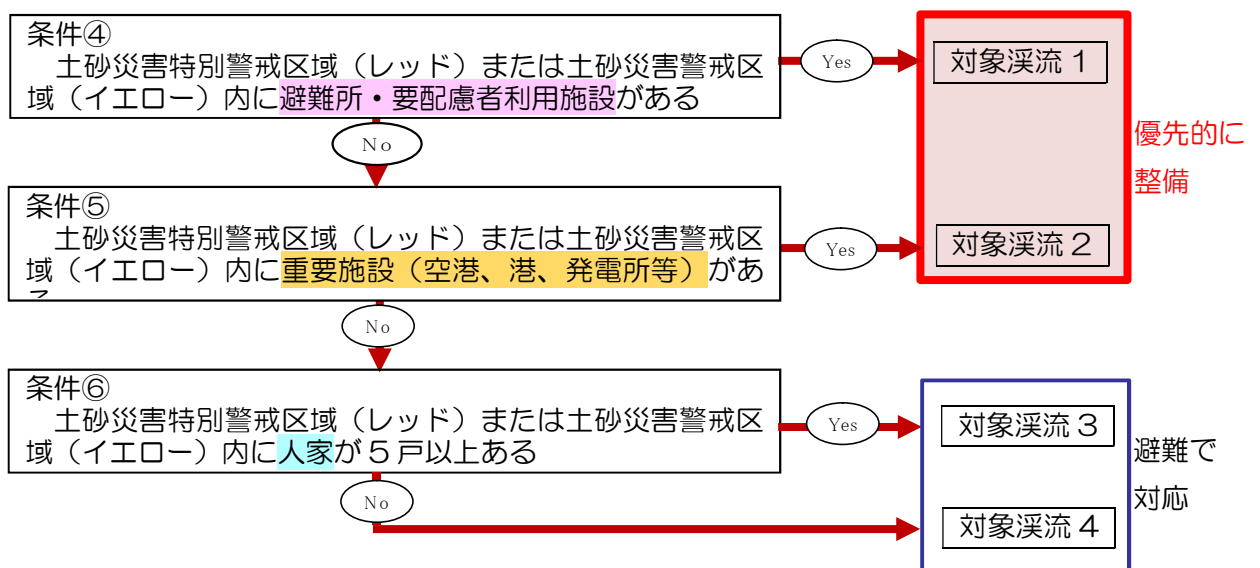 条件④
土砂災害特別警戒区域（レッド）または土砂災害警戒区
域（イエロー）内に避難所・要配慮者利用施設がある
Yes
対象渓流１
優先的に
整備
No
条件⑤
土砂災害特別警戒区域（レッド）または土砂災害警戒区
域（イエロー）内に重要施設（空港、港、発電所等）があ
Yes
対象渓流２
No
条件⑥
土砂災害特別警戒区域（レッド）または土砂災害警戒区
域（イエロー）内に人家が５戸以上ある
Yes
対象渓流３
避難で
対応
No
対象渓流４